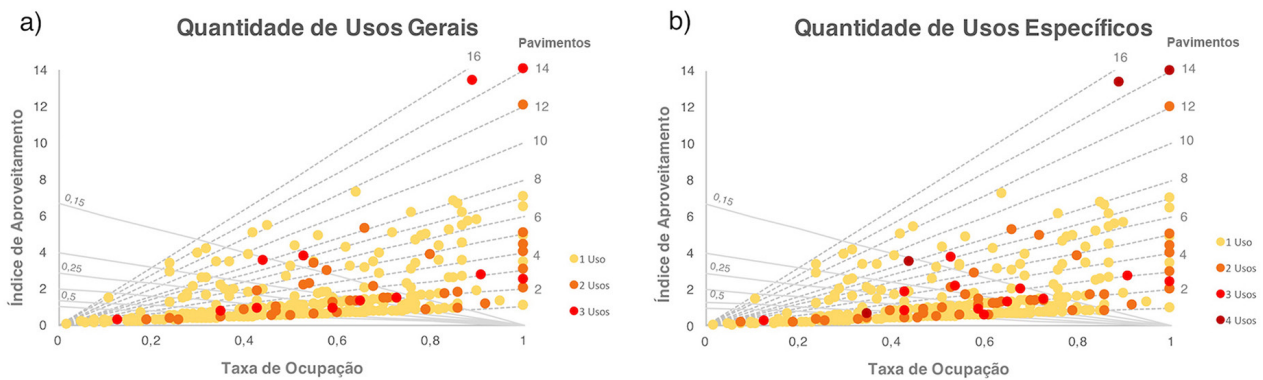 a)
Quantidade de Usos Gerais
Pavimentos
16
14
12
10
8
6
4
2
Índice de Aproveitamento
14
12
10
8
6
4
2
0
0,15
0,25
0,5
0
0,2
0,4
0,6
0,8
1
Taxa de Ocupação
1 Uso
2 Usos
3 Usos
b)
Quantidade de Usos Específicos
Pavimentos
16
14
12
10
8
6
4
2
Índice de Aproveitamento
14
12
10
8
6
4
2
0
0,15
0,25
0,5
0
0,2
0,4
0,6
0,8
1
Taxa de Ocupação
1 Uso
2 Usos
3 Usos
4 Usos